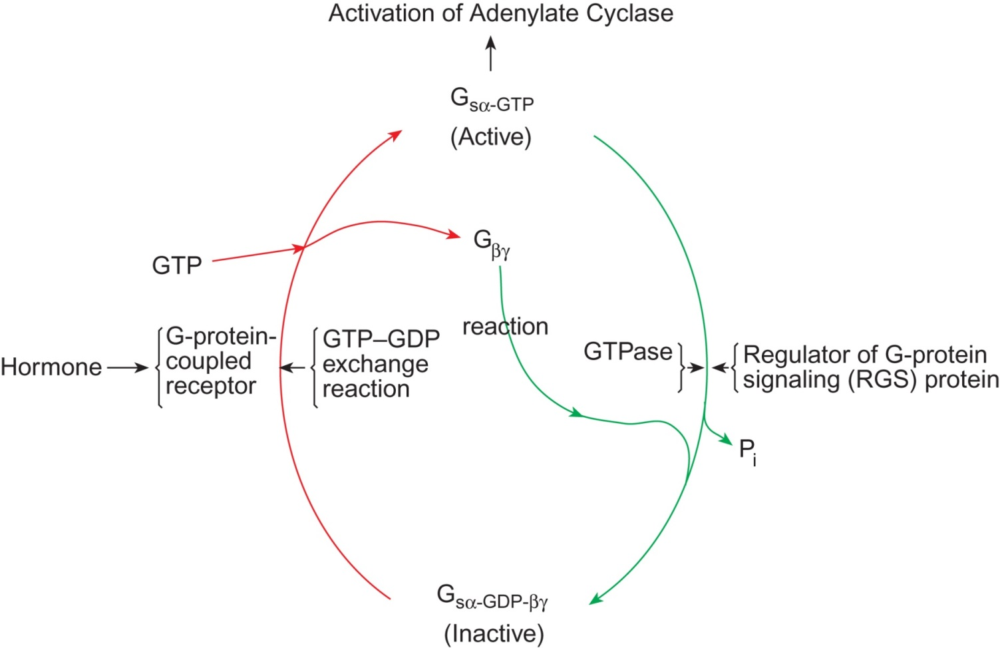 Activation of Adenylate Cyclase
Gsα-GTP
(Active)
GTP
Gβγ
reaction
Hormone
G-protein-
coupled
receptor
GTP–GDP
exchange
reaction
GTPase
Regulator of G-protein
signaling (RGS) protein
Pi
Gsα-GDP-βγ
(Inactive)